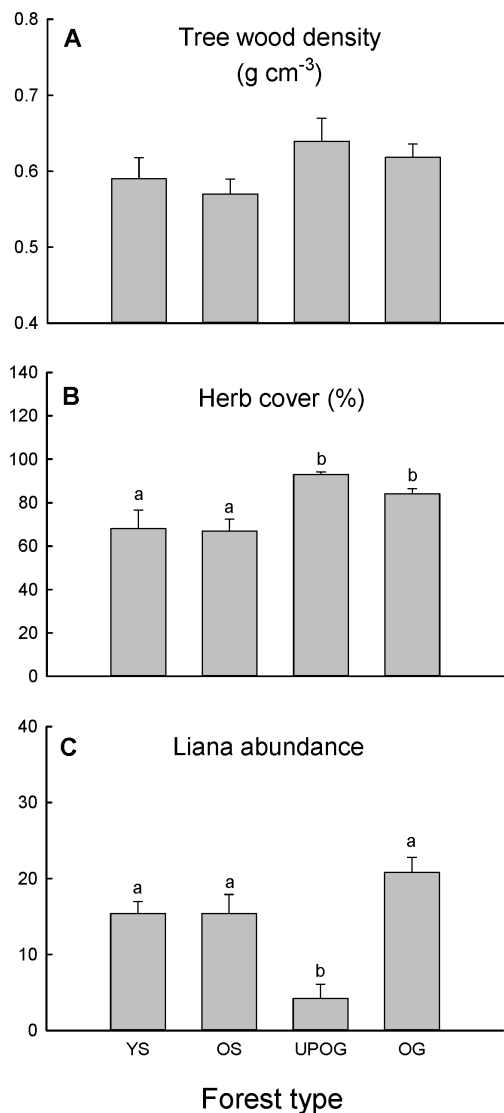 0.8
A
Tree wood density
(g cm⁻³)
0.7
0.6
0.5
0.4
140
B
Herb cover (%)
120
100
b
b
80
a
a
60
40
20
0
40
C
Liana abundance
30
a
20
a
a
10
b
0
YS
OS
UPOG
OG
Forest type